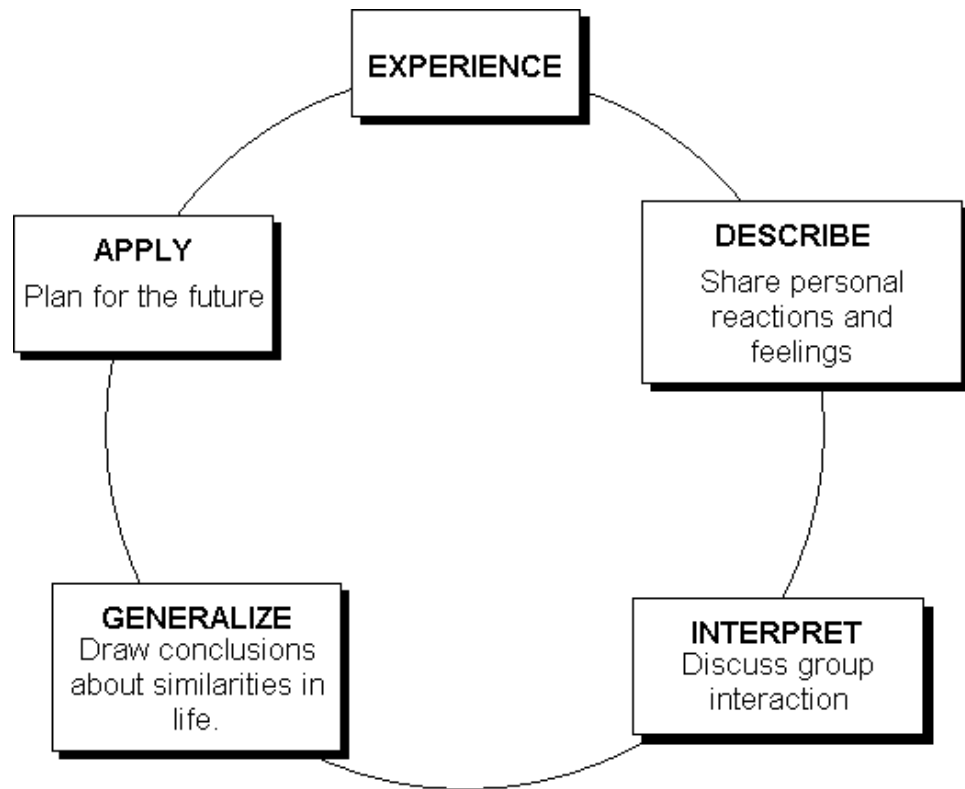 EXPERIENCE
DESCRIBE
Share personal
reactions and
feelings
INTERPRET
Discuss group
interaction
GENERALIZE
Draw conclusions
about similarities in
life.
APPLY
Plan for the future